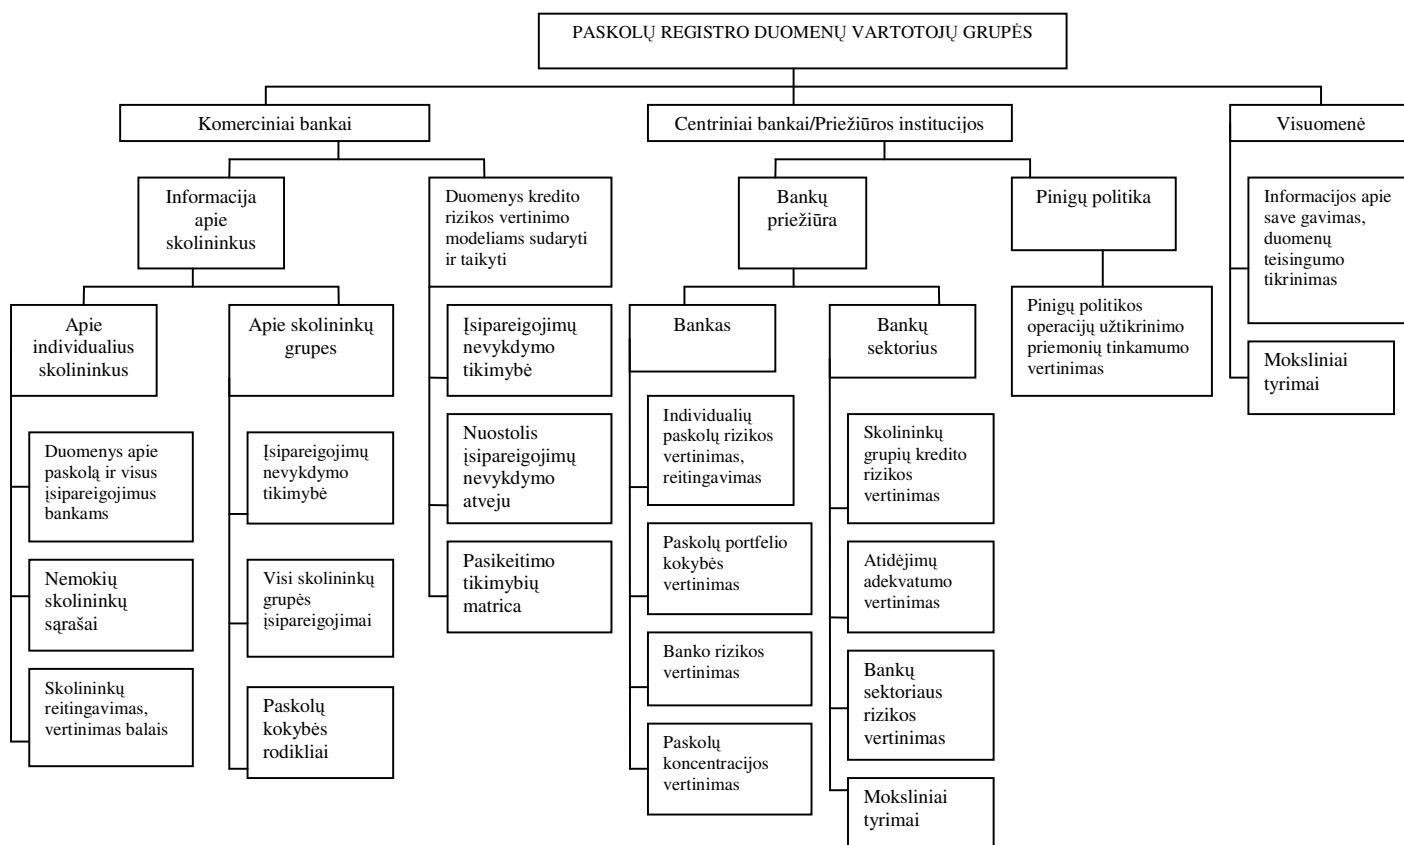 PASKOLŲ REGISTRO DUOMENŲ VARTOTOJŲ GRUPĖS
Komerciniai bankai
Centriniai bankai/Priežiūros institucijos
Visuomenė
Informacija
apie
skolininkus
Duomenys kredito
rizikos vertinimo
modeliams sudaryti
ir taikyti
Bankų
priežiūra
Pinigų politika
Informacijos apie
save gavimas,
duomenų
teisingumo
tikrinimas
Apie
individualius
skolininkus
Apie skolininkų
grupes
Įsipareigojimų
nevykdymo
tikimybė
Bankas
Bankų
sektorius
Pinigų politikos
operacijų užtikrinimo
priemonių tinkamumo
vertinimas
Moksliniai
tyrimai
Duomenys apie
paskolą ir visus
įsipareigojimus
bankams
Įsipareigojimų
nevykdymo
tikimybė
Nuostolis
įsipareigojimų
nevykdymo
atveju
Individualių
paskolų rizikos
vertinimas,
reitingavimas
Skolininkų
grupių kredito
rizikos
vertinimas
Nemokių
skolininkų
sąrašai
Visi skolininkų
grupės
įsipareigojimai
Pasikeitimo
tikimybių
matrica
Paskolų portfelio
kokybės
vertinimas
Atidėjimų
adekvatumo
vertinimas
Skolininkų
reitingavimas,
vertinimas balais
Paskolų
kokybės
rodikliai
Banko rizikos
vertinimas
Bankų
sektoriaus
rizikos
vertinimas
Paskolų
koncentracijos
vertinimas
Moksliniai
tyrimai